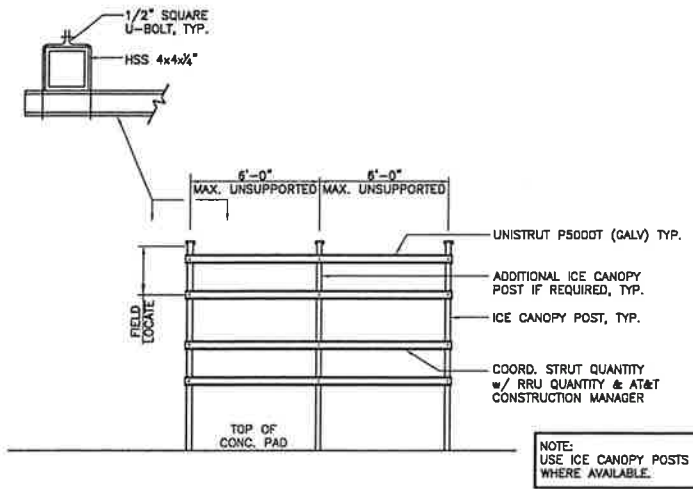 1/2" SQUARE
U-BOLT, TYP.
HSS 4x4x¼"
6'-0"
MAX. UNSUPPORTED
6'-0"
MAX. UNSUPPORTED
UNISTRUT P5000T (GALV) TYP.
ADDITIONAL ICE CANOPY
POST IF REQUIRED, TYP.
FIELD
LOCATE
ICE CANOPY POST, TYP.
COORD. STRUT QUANTITY
w/ RRU QUANTITY & AT&T
CONSTRUCTION MANAGER
TOP OF
CONC. PAD
NOTE:
USE ICE CANOPY POSTS
WHERE AVAILABLE.